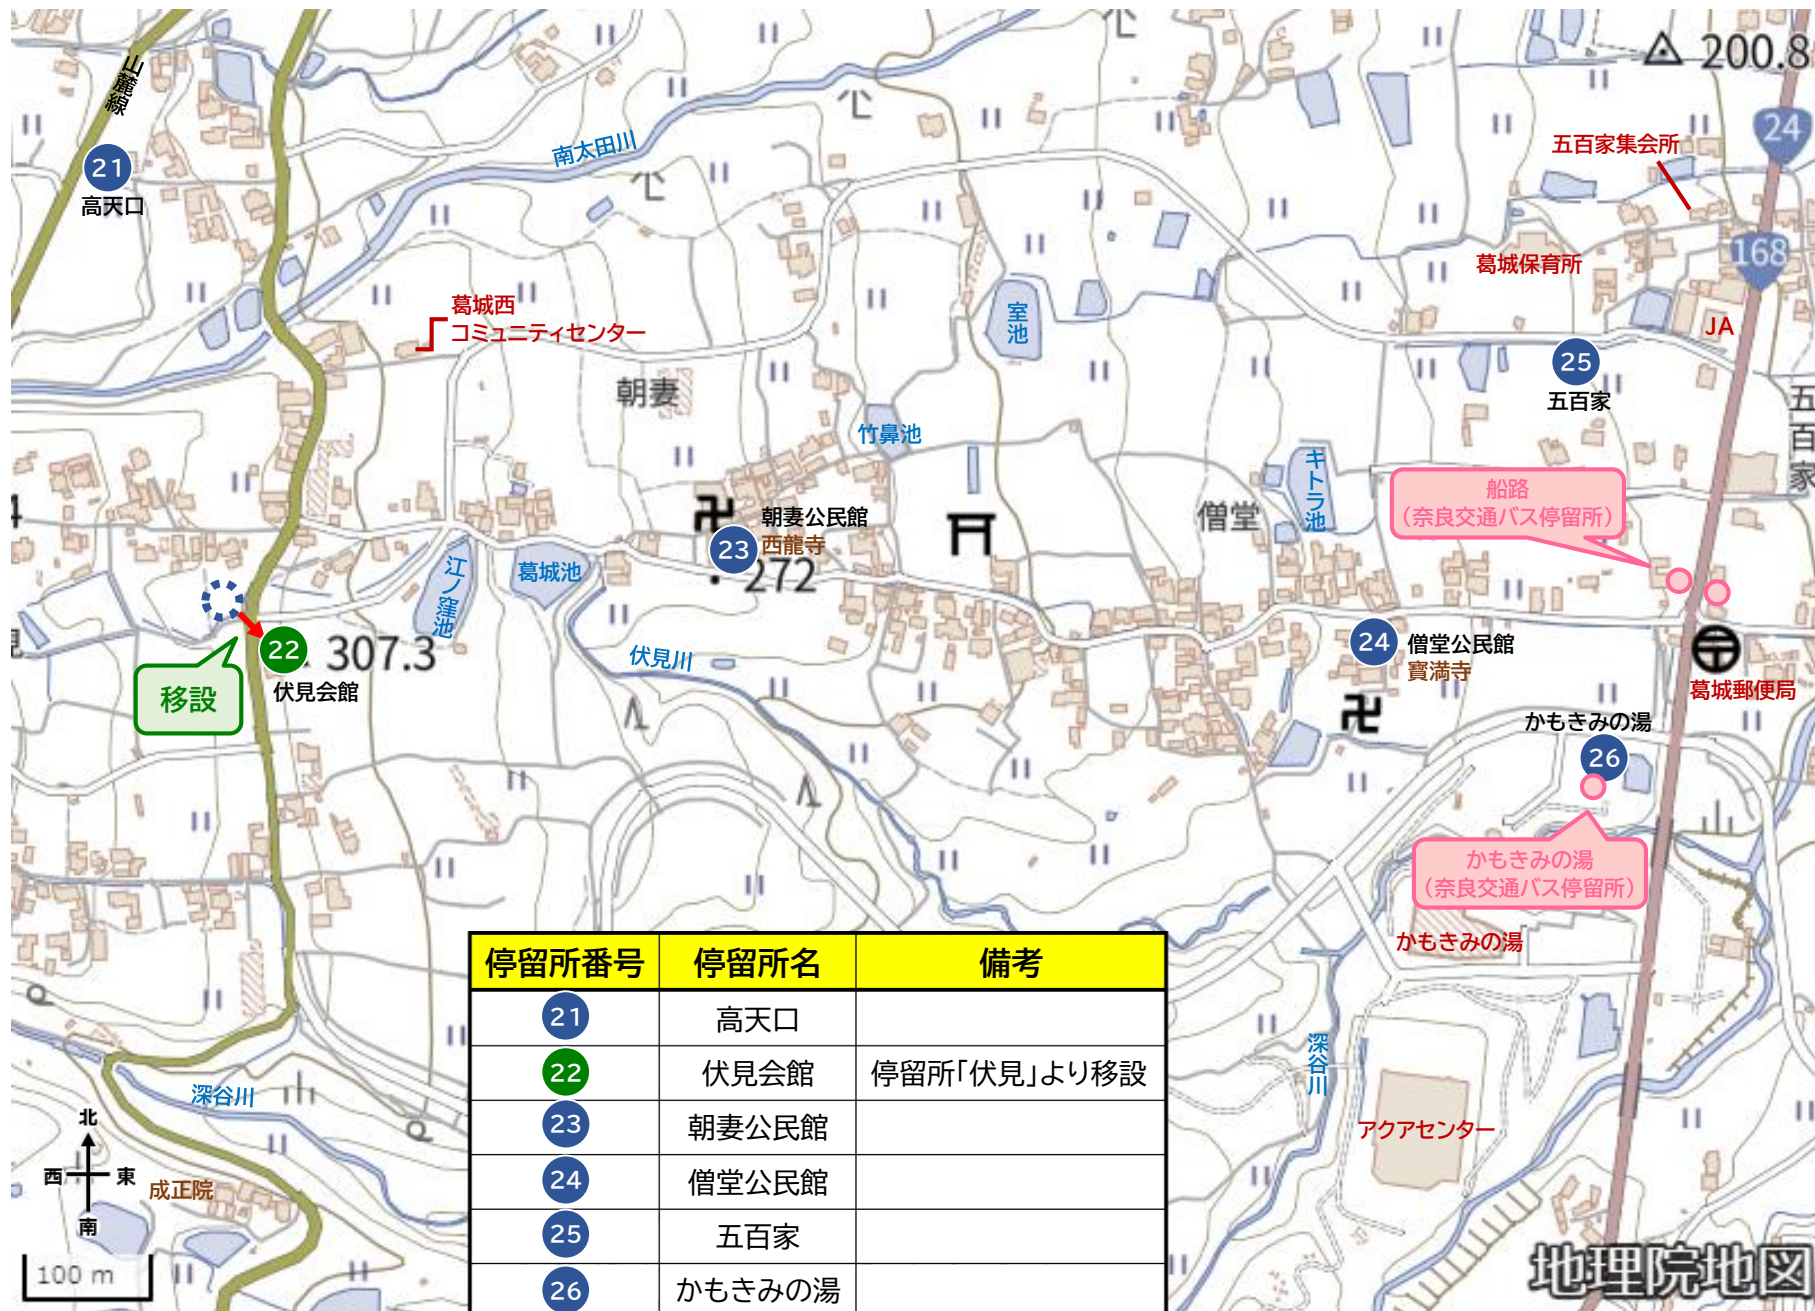 200.8
山麓線
24
五百家集会所
南太田川
21
高天口
168
葛城保育所
葛城西
コミュニティセンター
室池
JA
25
五百家
朝妻
五百家
竹鼻池
キトラ池
船路
（奈良交通バス停留所）
僧堂
朝妻公民館
23
西龍寺
272
江ノ窪池
葛城池
22
307.3
伏見会館
移設
伏見川
24
僧堂公民館
寳満寺
葛城郵便局
かもきみの湯
26
かもきみの湯
（奈良交通バス停留所）
かもきみの湯
停留所番号 停留所名 備考
21 高天口
22 伏見会館 停留所「伏見」より移設
23 朝妻公民館
24 僧堂公民館
25 五百家
26 かもきみの湯
深谷川
深谷川
アクアセンター
北
西 東
南
成正院
100 m
地理院地図